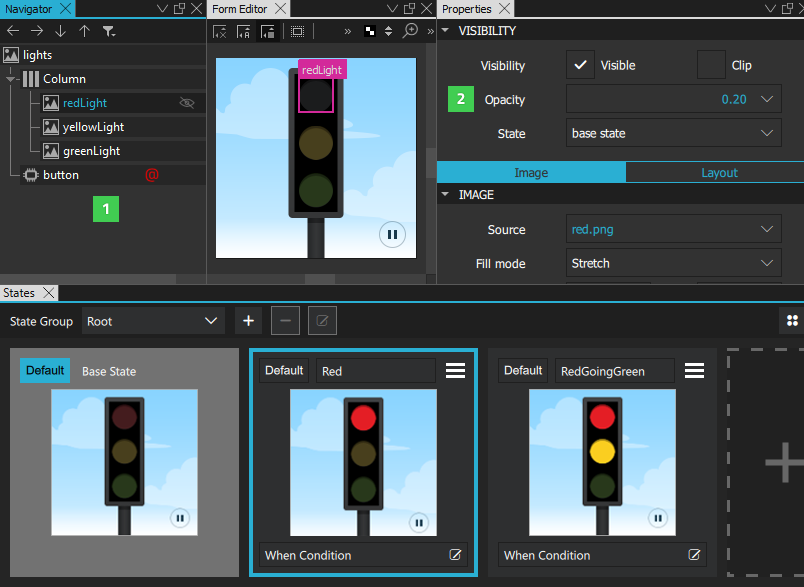 Navigator
Form Editor
Properties
lights
Column
redLight
yellowLight
greenLight
button @
1
redLight
VISIBILITY
Visibility Visible Clip
2 Opacity 0.20
State base state
Image Layout
IMAGE
Source red.png
Fill mode Stretch
States
State Group Root
Default Base State
Default Red
When Condition
Default RedGoingGreen
When Condition